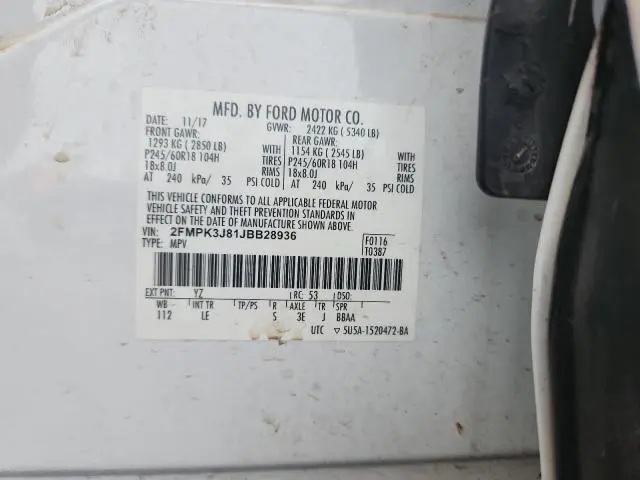 MFD. BY FORD MOTOR CO.
11/17 GVWR: 2422 KG ( 5340 LB)
FRONT GAWR: REAR GAWR:
1293 KG ( 2850 LB) WITH 1154 KG ( 2545 LB) WITH
P245/60R18 104H TIRES P245/60R18 104H TIRES
18x8.0J RIMS 18x8.0J RIMS
AT 240 kPa/ 35 PSI COLD AT 240 kPa/ 35 PSI COLD
THIS VEHICLE CONFORMS TO ALL APPLICABLE FEDERAL MOTOR
VEHICLE SAFETY AND THEFT PREVENTION STANDARDS IN
EFFECT ON THE DATE OF MANUFACTURE SHOWN ABOVE.
VIN: 2FMPK3J81JBB28936 F0116
TYPE: MPV T0387
EXT PNT: YZ RC: 53 DSO:
WB INT TR TP/PS R AXLE TR SPR
112 LE S 3E J BBAA
UTC ▽ 5U5A-1520472-BA